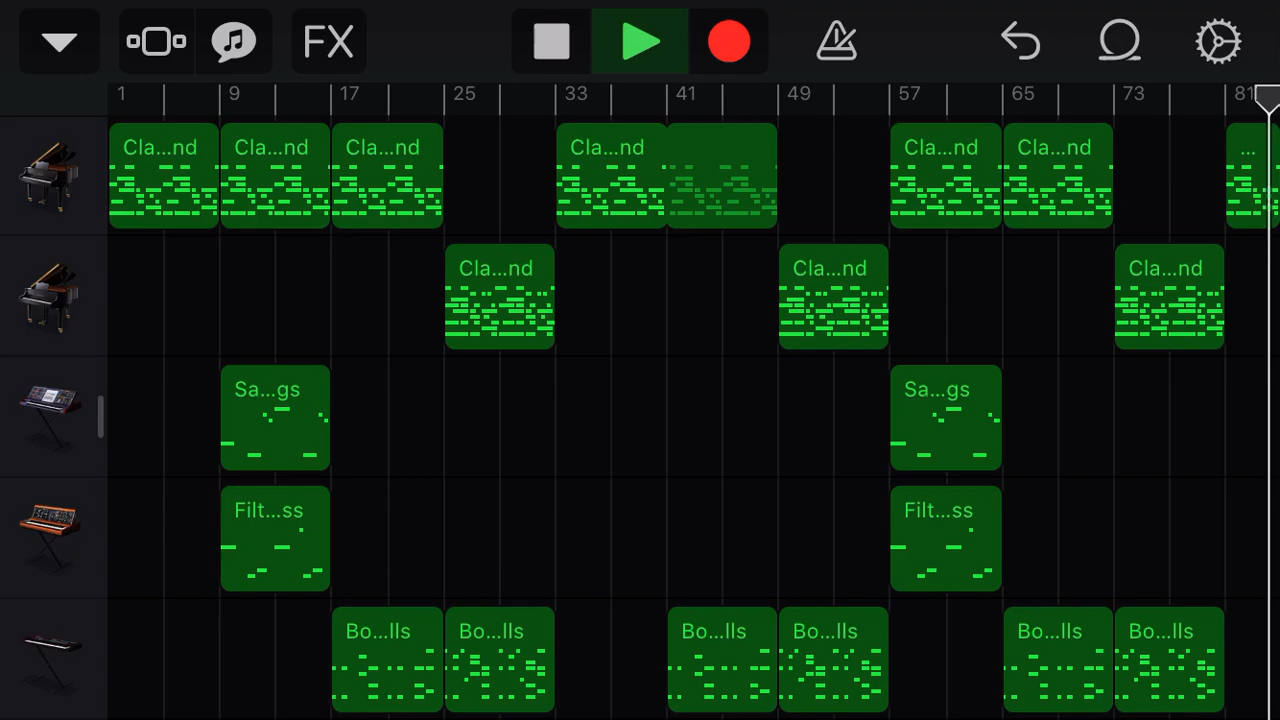 FX
1 9 17 25 33 41 49 57 65 73 81
Cla...nd Cla...nd Cla...nd Cla...nd Cla...nd Cla...nd ...
Cla...nd Cla...nd Cla...nd
Sa...gs Sa...gs
Filt...ss Filt...ss
Bo...lls Bo...lls Bo...lls Bo...lls Bo...lls Bo...lls